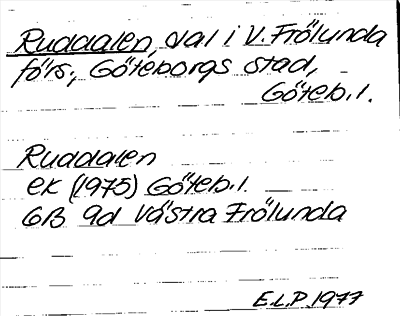 Ruddalen, dal i V. Frölunda
förs., Göteborgs stad,
Göteb. l.
Ruddalen
ek (1975) Göteb. l.
6B 9d Västra Frölunda
E.L.P. 1977